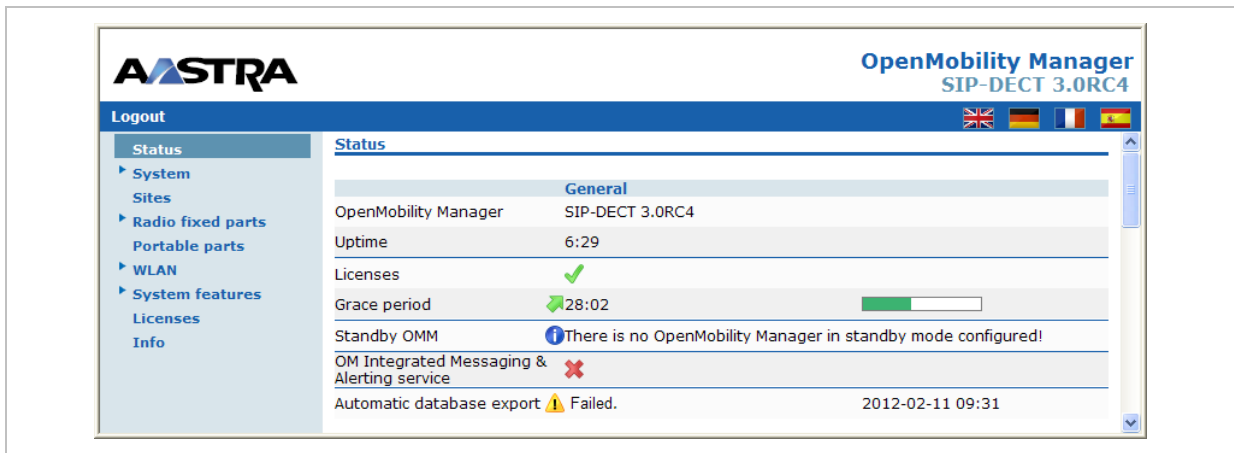 AASTRA
OpenMobility Manager
SIP-DECT 3.0RC4
Logout
Status
System
Sites
Radio fixed parts
Portable parts
WLAN
System features
Licenses
Info
Status
General
OpenMobility Manager SIP-DECT 3.0RC4
Uptime 6:29
Licenses
Grace period 28:02
Standby OMM There is no OpenMobility Manager in standby mode configured!
OM Integrated Messaging &
Alerting service
Automatic database export Failed. 2012-02-11 09:31